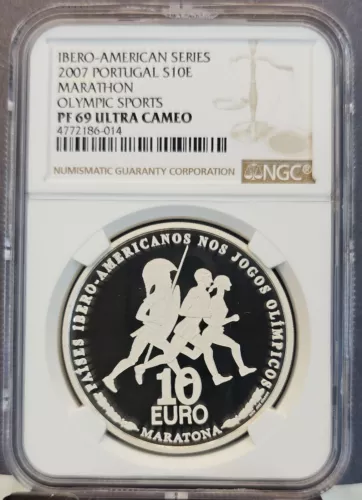 IBERO-AMERICAN SERIES
2007 PORTUGAL S10E
MARATHON
OLYMPIC SPORTS
PF 69 ULTRA CAMEO
4772186-014
NUMISMATIC GUARANTY CORPORATION
NGC®
PAÍSES IBERO-AMERICANOS NOS JOGOS OLÍMPICOS
10
EURO
MARATONA